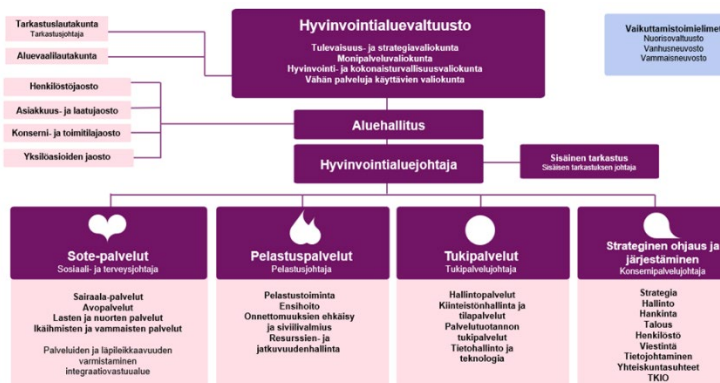 Tarkastuslautakunta
Tarkastusjohtaja
Aluevaalilautakunta
Hyvinvointialuevaltuusto
Tulevaisuus- ja strategiavaliokunta
Monipalveluvaliokunta
Hyvinvointi- ja kokonaisturvallisuusvaliokunta
Vähän palveluja käyttävien valiokunta
Vaikuttamistoimielimet
Nuorisovaltuusto
Vanhusneuvosto
Vammaisneuvosto
Henkilöstöjaosto
Asiakkuus- ja laatujaosto
Konserni- ja toimitilajaosto
Yksilöasioiden jaosto
Aluehallitus
Hyvinvointialuejohtaja
Sisäinen tarkastus
Sisäisen tarkastuksen johtaja
Sote-palvelut
Sosiaali- ja terveysjohtaja
Sairaala-palvelut
Avopalvelut
Lasten ja nuorten palvelut
Ikäihmisten ja vammaisten palvelut
Palveluiden ja läpileikkaavuuden
varmistaminen
integraatiovastuualue
Pelastuspalvelut
Pelastusjohtaja
Pelastustoiminta
Ensihoito
Onnettomuuksien ehkäisy
ja siviilivalmius
Resurssien- ja
jatkuvuudenhallinta
Tukipalvelut
Tukipalvelujohtaja
Hallintopalvelut
Kiinteistönhallinta ja
tilapalvelut
Palvelutuotannon
tukipalvelut
Tietohallinto ja
teknologia
Strateginen ohjaus ja
järjestäminen
Konsernipalvelujohtaja
Strategia
Hallinto
Hankinta
Talous
Henkilöstö
Viestintä
Tietojohtaminen
Yhteiskuntasuhteet
TKIO